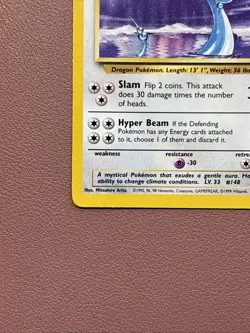 Dragon Pokémon. Length: 13' 1", Weight: 36 lbs
Slam Flip 2 coins. This attack
does 30 damage times the number
of heads.
Hyper Beam If the Defending
Pokémon has any Energy cards attached
to it, choose 1 of them and discard it.
weakness resistance retre
-30
A mystical Pokémon that exudes a gentle aura. Ha
ability to change climate conditions. LV. 33 #148
Illus. Mitsuhiro Arita ©1995, 96, 98 Nintendo, Creatures, GAMEFREAK. ©1999 Wizards.